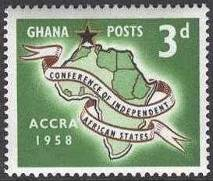 GHANA POSTS 3d
CONFERENCE OF INDEPENDENT
AFRICAN STATES
ACCRA
1958